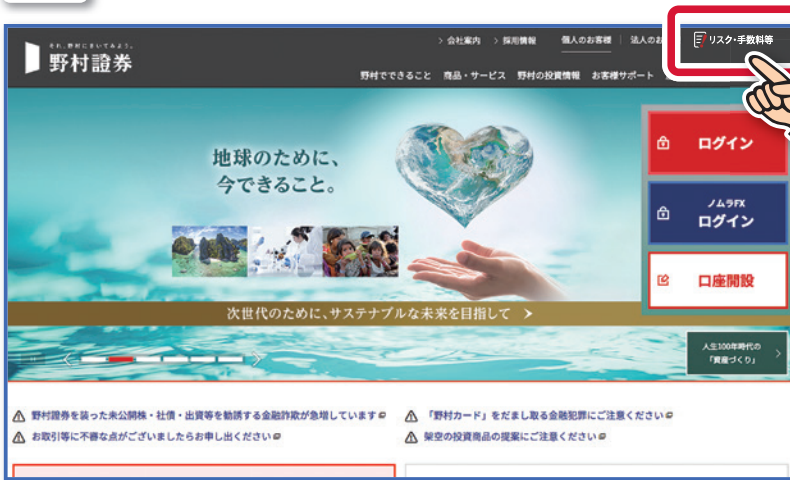 それ、野村にきいてみよう。
野村證券
> 会社案内 > 採用情報 個人のお客様 | 法人のお
リスク・手数料等
野村でできること 商品・サービス 野村の投資情報 お客様サポート
地球のために、
今できること。
ログイン
ノムラFX
ログイン
口座開設
次世代のために、サステナブルな未来を目指して >
人生100年時代の
「資産づくり」
野村證券を装った未公開株・社債・出資等を勧誘する金融詐欺が急増しています
「野村カード」をだまし取る金融犯罪にご注意ください
お取引等に不審な点がございましたらお申し出ください
架空の投資商品の提案にご注意ください